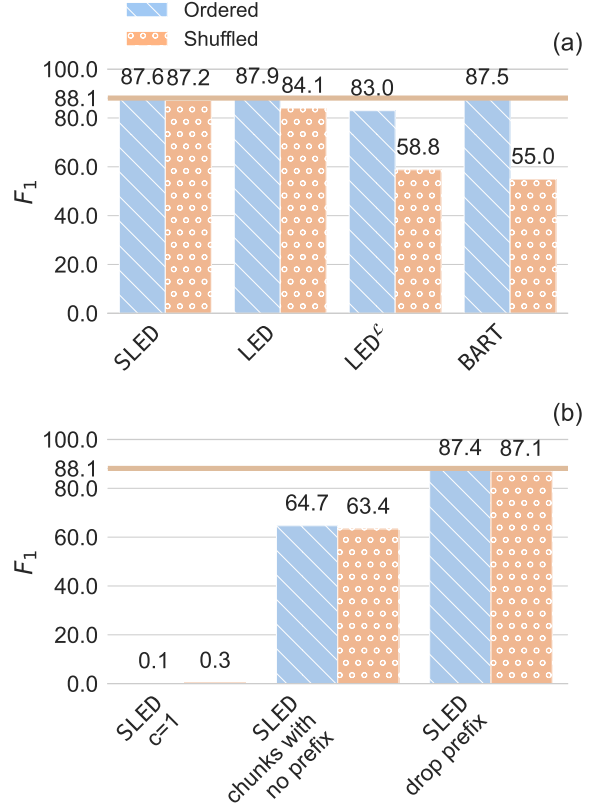 Ordered
Shuffled
(a)
100.0
88.1
80.0
60.0
40.0
20.0
0.0
F1
87.6 87.2 87.9 84.1 83.0 58.8 87.5 55.0
SLED LED LEDℒ BART
(b)
100.0
88.1
80.0
60.0
40.0
20.0
0.0
F1
0.1 0.3 64.7 63.4 87.4 87.1
SLED
c=1
SLED
chunks with
no prefix
SLED
drop prefix